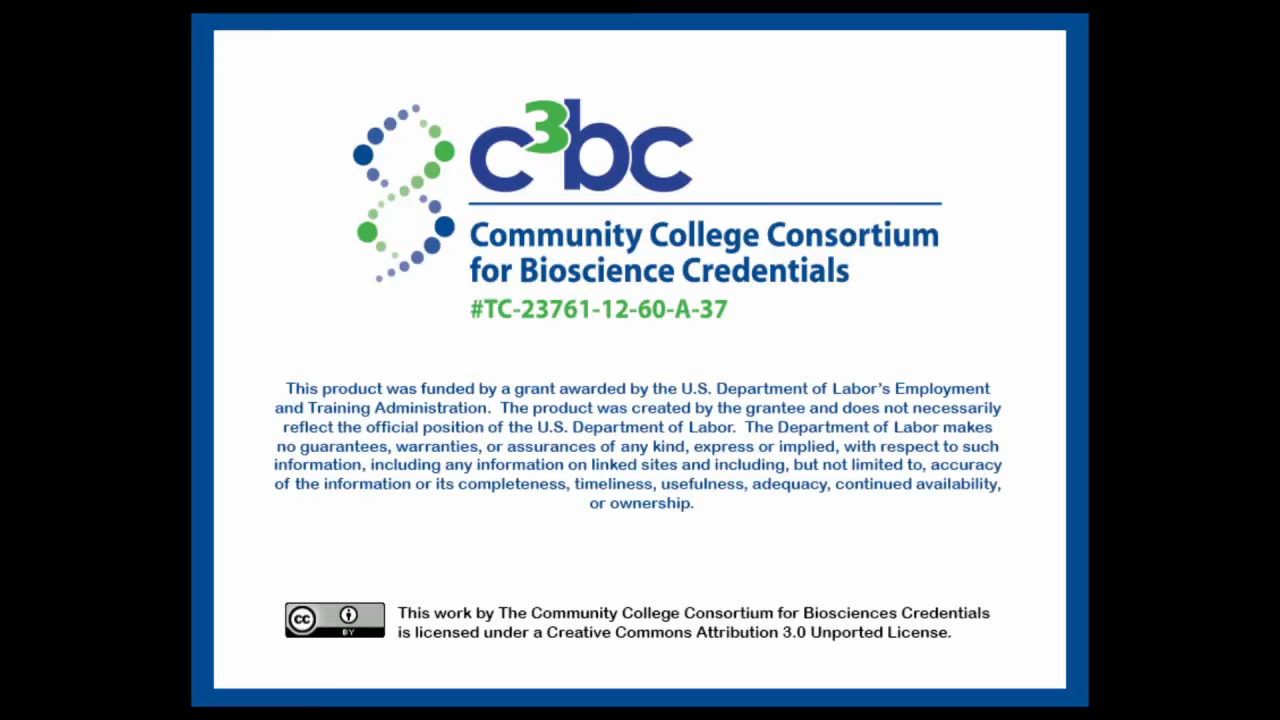 c3bc
Community College Consortium
for Bioscience Credentials
#TC-23761-12-60-A-37
This product was funded by a grant awarded by the U.S. Department of Labor’s Employment
and Training Administration.  The product was created by the grantee and does not necessarily
reflect the official position of the U.S. Department of Labor.  The Department of Labor makes
no guarantees, warranties, or assurances of any kind, express or implied, with respect to such
information, including any information on linked sites and including, but not limited to, accuracy
of the information or its completeness, timeliness, usefulness, adequacy, continued availability,
or ownership.
cc BY
This work by The Community College Consortium for Biosciences Credentials
is licensed under a Creative Commons Attribution 3.0 Unported License.